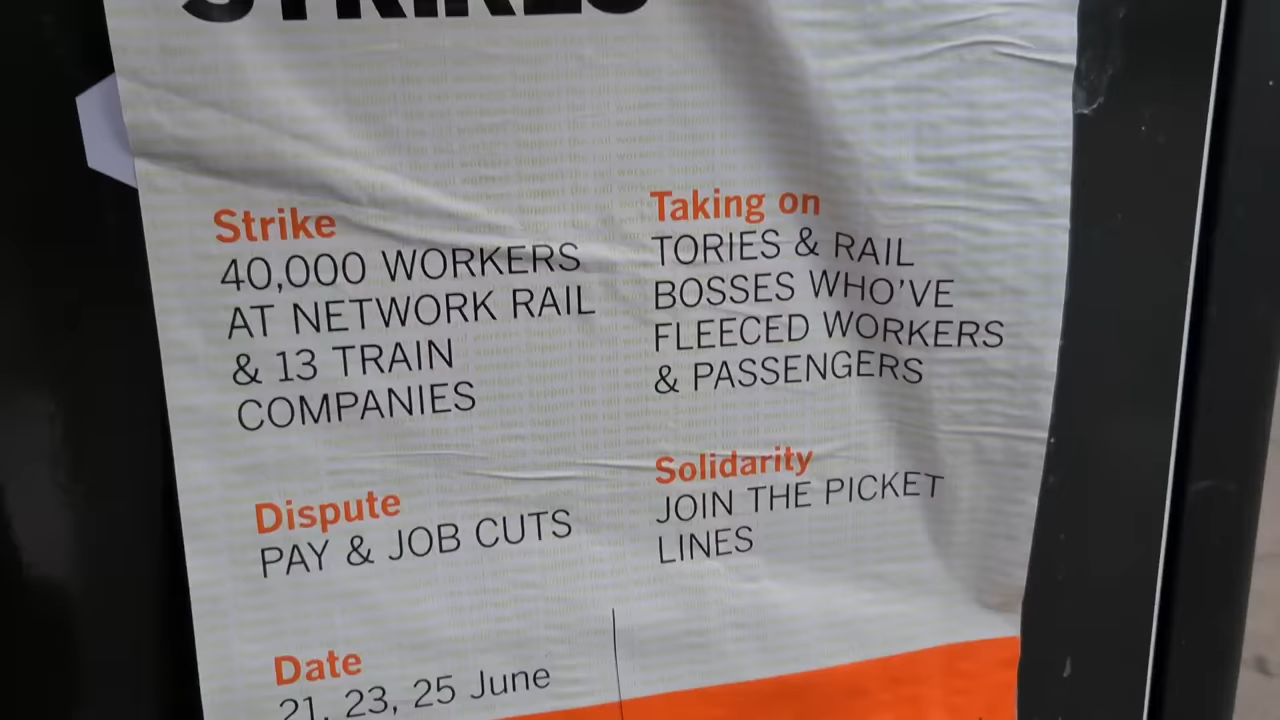 STRIKES
Strike
40,000 WORKERS
AT NETWORK RAIL
& 13 TRAIN
COMPANIES
Dispute
PAY & JOB CUTS
Date
21, 23, 25 June
Taking on
TORIES & RAIL
BOSSES WHO'VE
FLEECED WORKERS
& PASSENGERS
Solidarity
JOIN THE PICKET
LINES